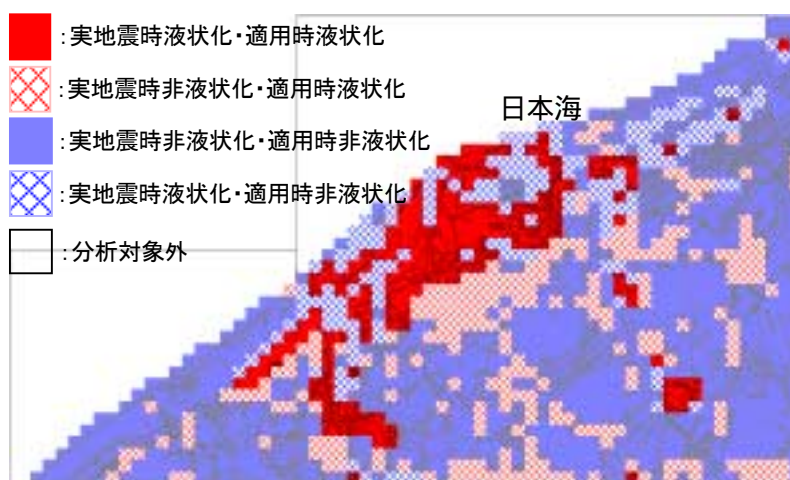 :実地震時液状化・適用時液状化
:実地震時非液状化・適用時液状化
:実地震時非液状化・適用時非液状化
:実地震時液状化・適用時非液状化
:分析対象外
日本海